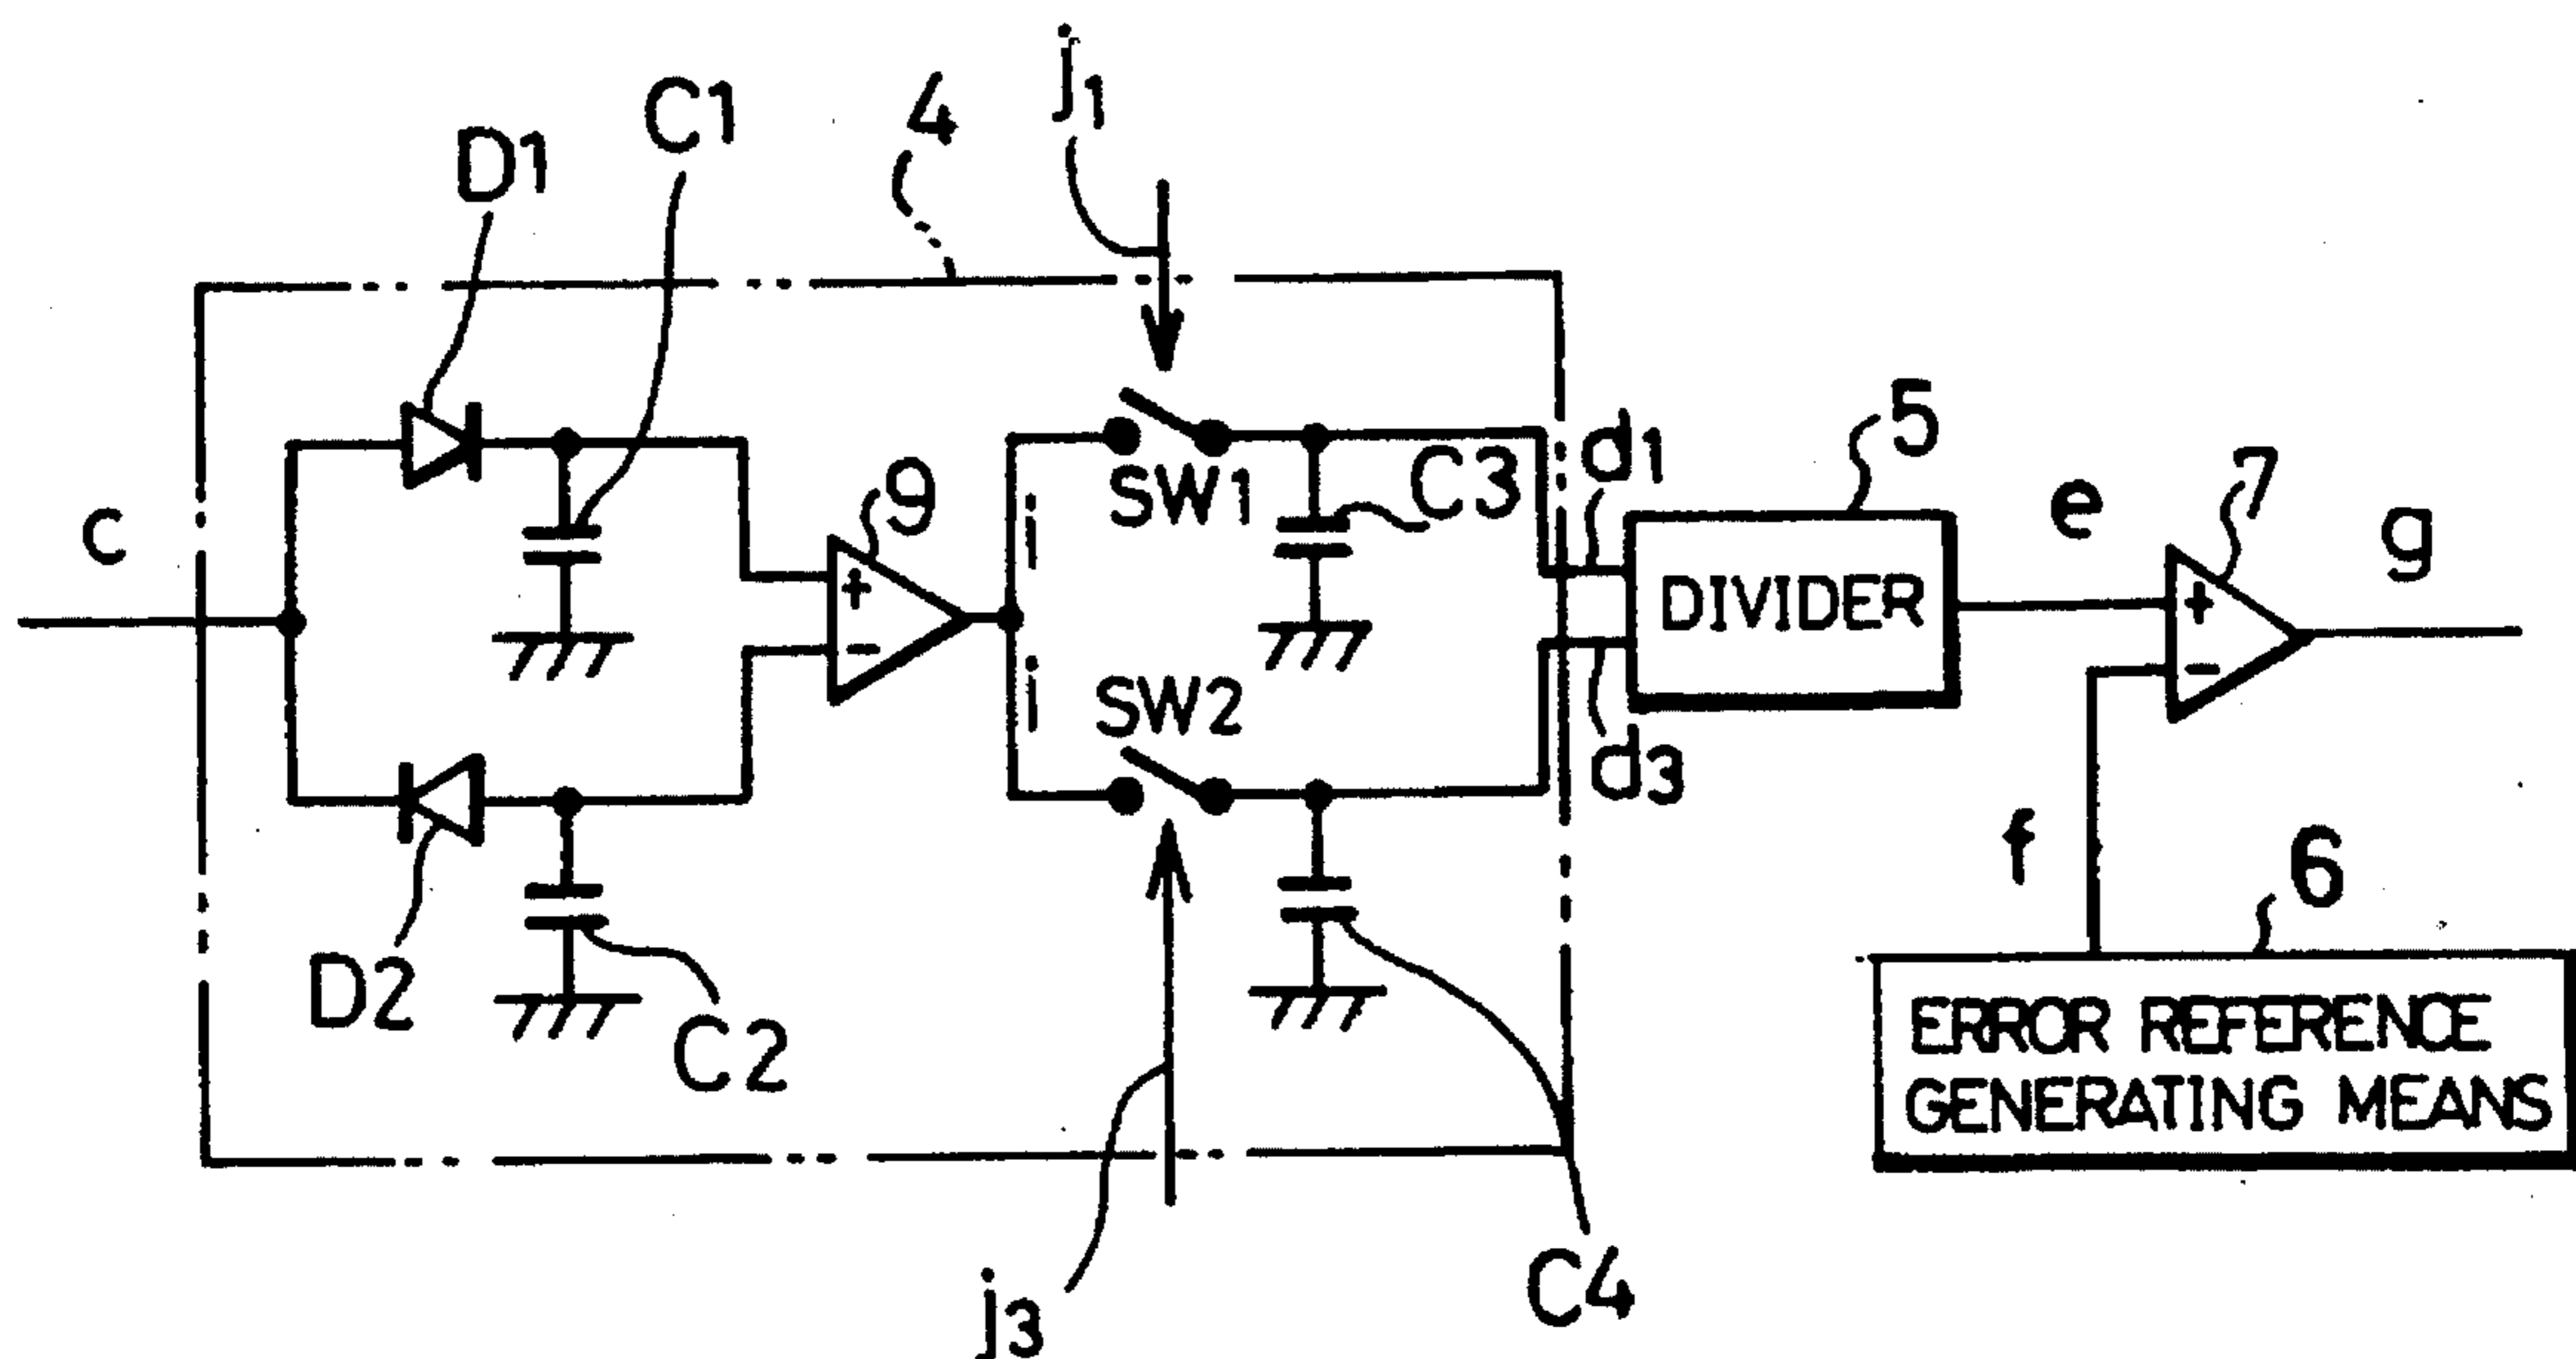 j1
4
C1
D1
5
d1
7
9
C3
c
e
g
SW1
i
+
DIVIDER
+
-
-
i
SW2
d3
f
6
D2
C2
ERROR REFERENCE
GENERATING MEANS
C4
j3